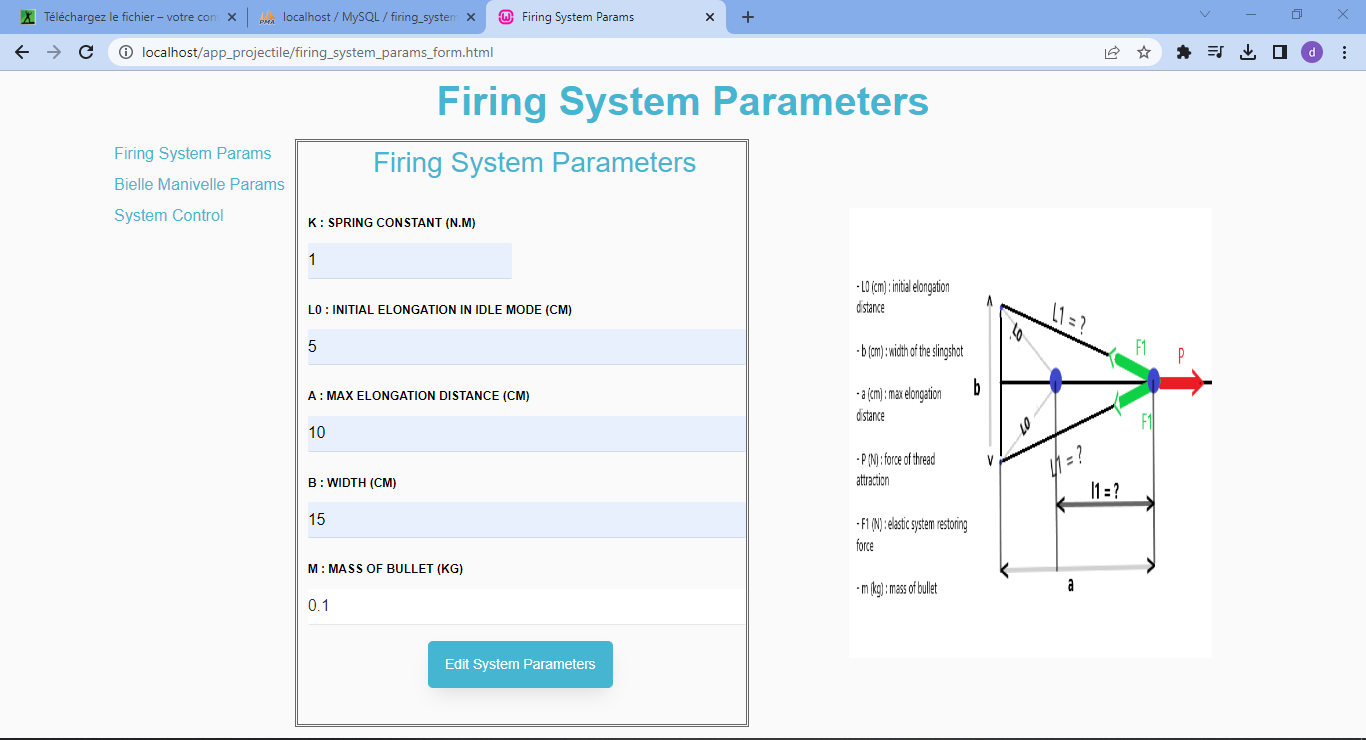 Téléchargez le fichier – votre con
localhost / MySQL / firing_system
Firing System Params
localhost/app_projectile/firing_system_params_form.html
d
Firing System Parameters
Firing System Params
Bielle Manivelle Params
System Control
Firing System Parameters
K : SPRING CONSTANT (N.M)
1
L0 : INITIAL ELONGATION IN IDLE MODE (CM)
5
A : MAX ELONGATION DISTANCE (CM)
10
B : WIDTH (CM)
15
M : MASS OF BULLET (KG)
0.1
Edit System Parameters
- L0 (cm) : initial elongation
distance
- b (cm) : width of the slingshot
- a (cm) : max elongation
distance
- P (N) : force of thread
attraction
- F1 (N) : elastic system restoring
force
- m (kg) : mass of bullet
L1 = ?
L0
F1
P
b
L0
F1
L1 = ?
l1 = ?
a